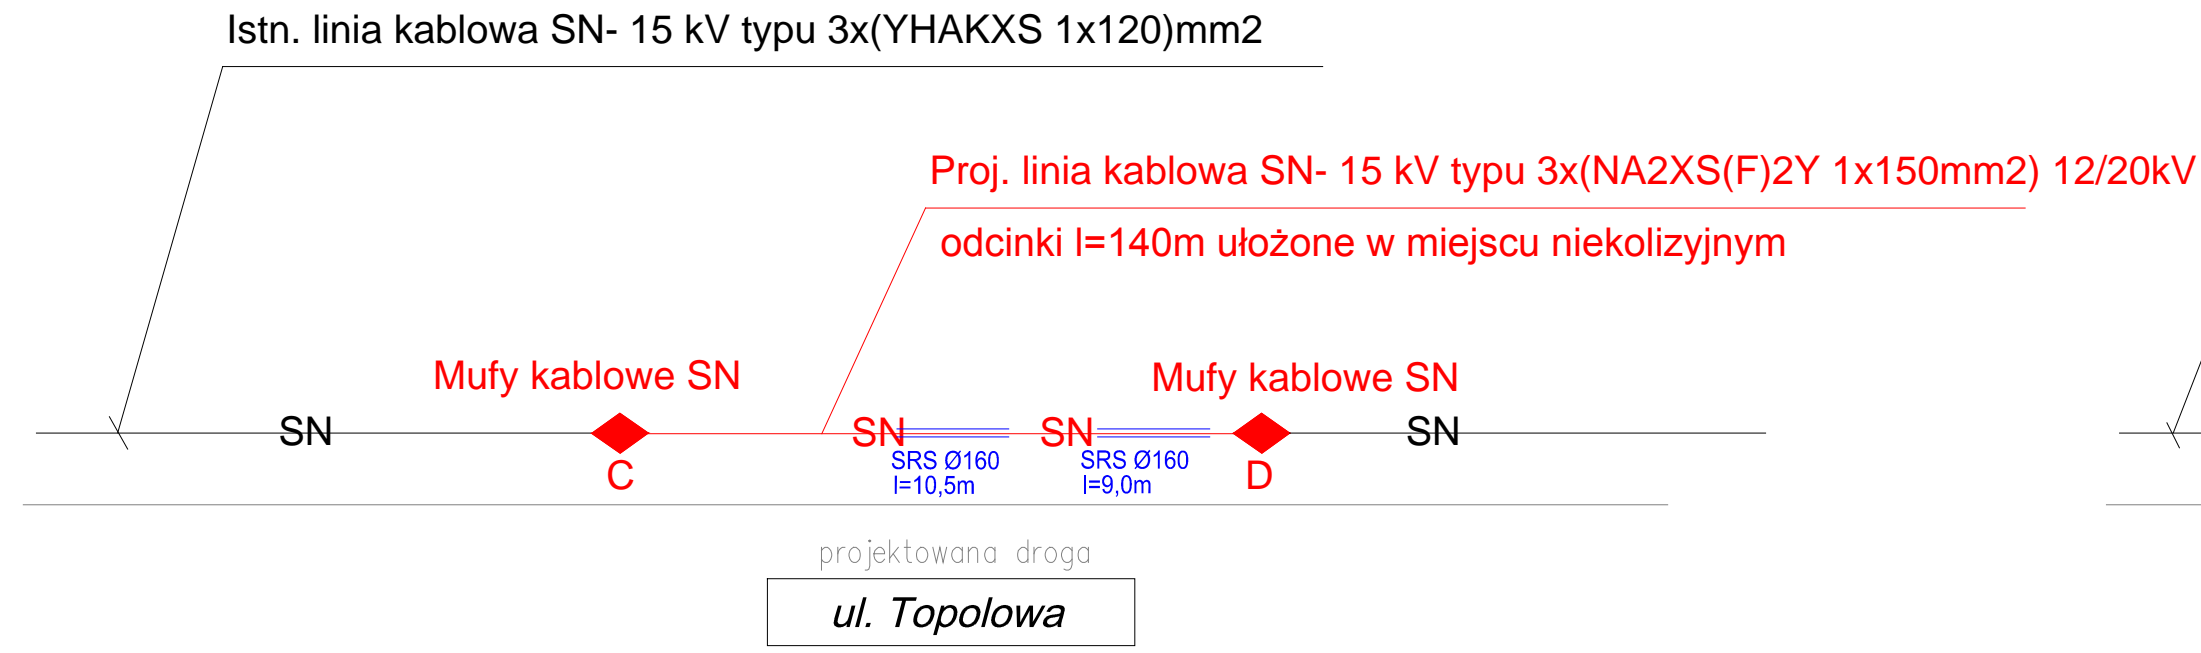 Istn. linia kablowa SN- 15 kV typu 3x(YHAKXS 1x120)mm2
Proj. linia kablowa SN- 15 kV typu 3x(NA2XS(F)2Y 1x150mm2) 12/20kV
odcinki l=140m ułożone w miejscu niekolizyjnym
Mufy kablowe SN
Mufy kablowe SN
SN
SN
SN
SN
C
SRS Ø160
l=10,5m
SRS Ø160
l=9,0m
D
projektowana droga
ul. Topolowa